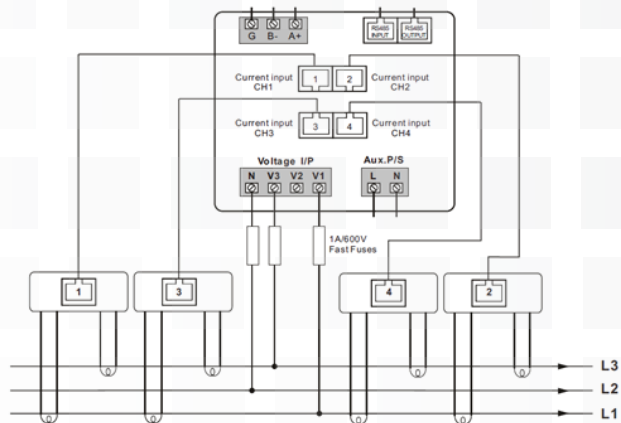 G B- A+
RS485 INPUT
RS485 OUTPUT
Current input CH1
1 2
Current input CH2
Current input CH3
3 4
Current input CH4
Voltage I/P
Aux.P/S
N V3 V2 V1
L N
1A/600V
Fast Fuses
1 3 4 2
L3
L2
L1